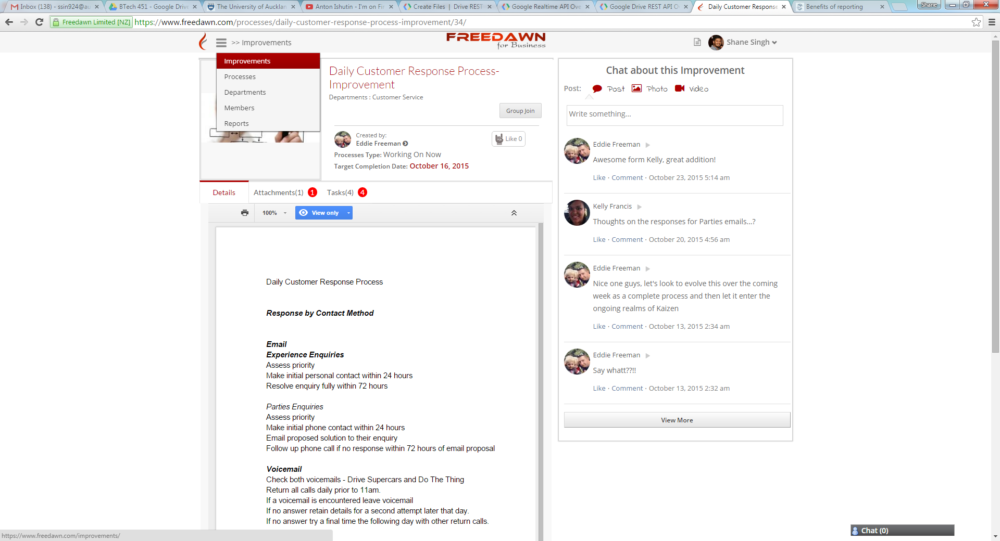 Inbox (138) - ssin924@au
BTech 451 - Google Drive
The University of Aucklan
Anton Ishutin - I'm on Fir
Create Files | Drive REST
Google Realtime API Ove
Google Drive REST API O
Daily Customer Response
Benefits of reporting
Shane
Freedawn Limited [NZ]
https://www.freedawn.com/processes/daily-customer-response-process-improvement/34/
>> Improvements
FREEDAWN
for Business
Shane Singh
Improvements
Processes
Departments
Members
Reports
Daily Customer Response Process-
Improvement
Departments : Customer Service
Group Join
Created by:
Eddie Freeman
Like 0
Processes Type: Working On Now
Target Completion Date: October 16, 2015
Details
Attachments(1) 1
Tasks(4) 4
100%
View only
Daily Customer Response Process
Response by Contact Method
Email
Experience Enquiries
Assess priority
Make initial personal contact within 24 hours
Resolve enquiry fully within 72 hours
Parties Enquiries
Assess priority
Make initial phone contact within 24 hours
Email proposed solution to their enquiry
Follow up phone call if no response within 72 hours of email proposal
Voicemail
Check both voicemails - Drive Supercars and Do The Thing
Return all calls daily prior to 11am.
If a voicemail is encountered leave voicemail
If no answer retain details for a second attempt later that day.
If no answer try a final time the following day with other return calls.
Chat about this Improvement
Post: Post Photo Video
Write something...
Eddie Freeman
Awesome form Kelly, great addition!
Like · Comment · October 23, 2015 5:14 am
Kelly Francis
Thoughts on the responses for Parties emails...?
Like · Comment · October 20, 2015 4:56 am
Eddie Freeman
Nice one guys, let's look to evolve this over the coming
week as a complete process and then let it enter the
ongoing realms of Kaizen
Like · Comment · October 13, 2015 2:34 am
Eddie Freeman
Say whatt??!!
Like · Comment · October 13, 2015 2:32 am
View More
https://www.freedawn.com/improvements/
Chat (0)